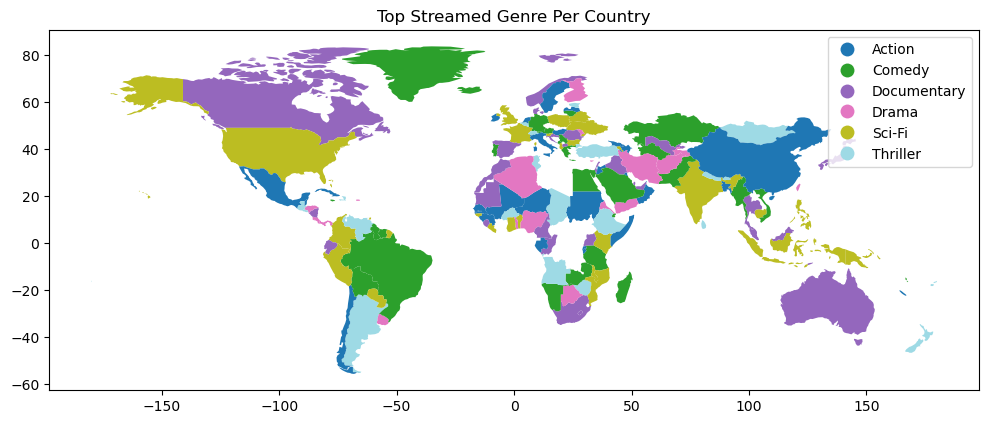 Top Streamed Genre Per Country
Action
Comedy
Documentary
Drama
Sci-Fi
Thriller
80
60
40
20
0
−20
−40
−60
−150
−100
−50
0
50
100
150